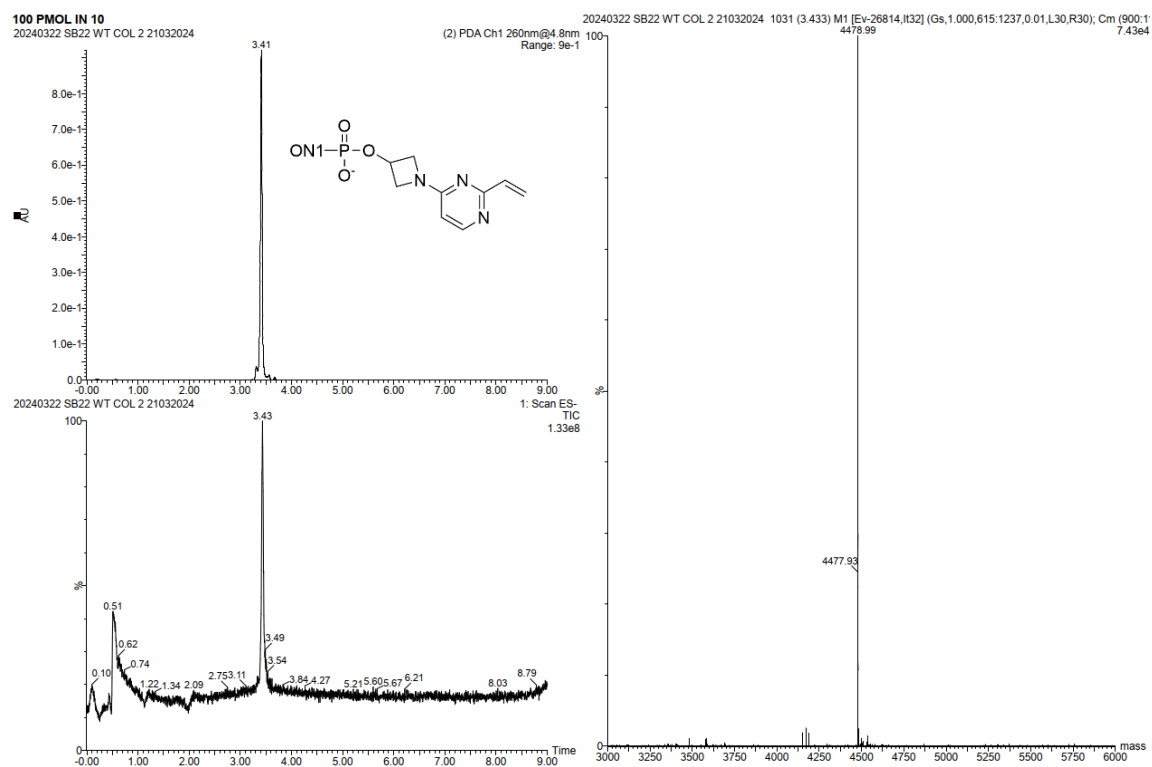 100 PMOL IN 10
20240322 SB22 WT COL 2 21032024
(2) PDA Ch1 260nm@4.8nm
Range: 9e-1
3.41
8.0e-1
7.0e-1
6.0e-1
5.0e-1
4.0e-1
3.0e-1
2.0e-1
1.0e-1
0.0
AU
O
ON1 P O
O-
N N
N
-0.00 1.00 2.00 3.00 4.00 5.00 6.00 7.00 8.00 9.00
20240322 SB22 WT COL 2 21032024
1: Scan ES-
TIC
1.33e8
3.43
100
%
0
0.51
0.62
0.74
0.10
1.22
1.34
2.09
2.75
3.11
3.49
3.54
3.84
4.27
5.21
5.60
5.67
6.21
8.03
8.79
Time
-0.00 1.00 2.00 3.00 4.00 5.00 6.00 7.00 8.00 9.00
20240322 SB22 WT COL 2 21032024 1031 (3.433) M1 [Ev-26814,It32] (Gs,1.000,615:1237,0.01,L30,R30); Cm (900:1
7.43e4
4478.99
100
%
0
4477.93
mass
3000 3250 3500 3750 4000 4250 4500 4750 5000 5250 5500 5750 6000